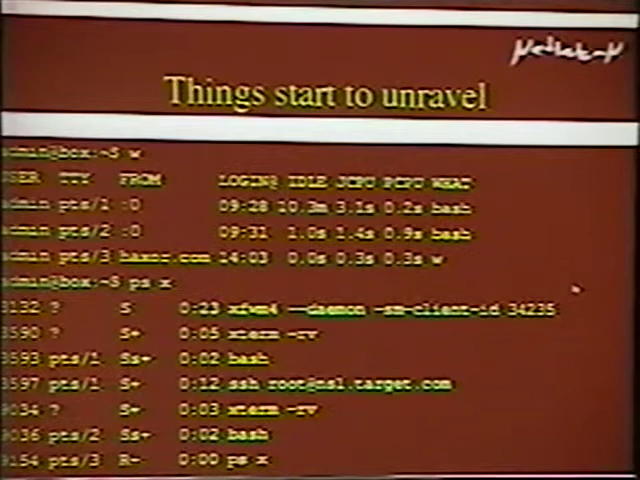 Things start to unravel
admin@box:~$ w
USER TTY FROM LOGIN@ IDLE JCPU PCPU WHAT
admin pts/1 :0 09:28 10.3m 3.1s 0.2s bash
admin pts/2 :0 09:31 1.0s 1.4s 0.9s bash
admin pts/3 haxor.com 14:03 0.0s 0.3s 0.3s w
admin@box:~$ ps x
? S 0:23 xfwm4 --daemon -sm-client-id 34235
? S+ 0:05 xterm -rv
pts/1 Ss+ 0:02 bash
pts/1 S+ 0:12 ssh root@ns1.target.com
? S+ 0:03 xterm -rv
pts/2 Ss+ 0:02 bash
pts/3 R- 0:00 ps x